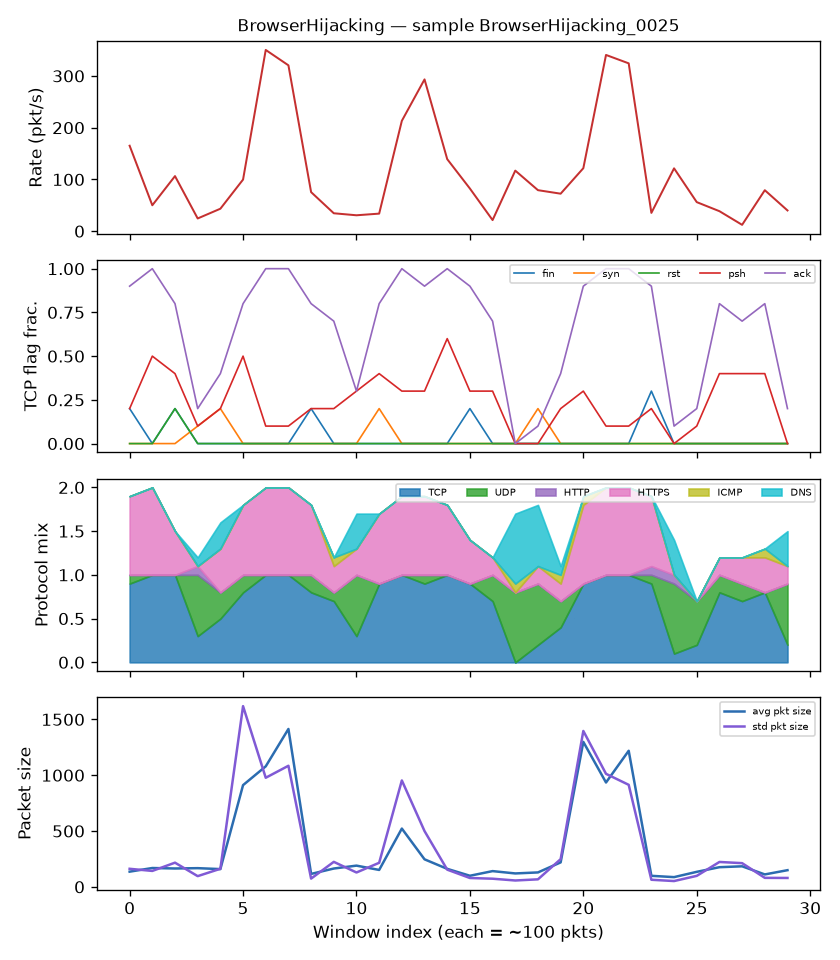 BrowserHijacking — sample BrowserHijacking_0025
Rate (pkt/s)
300
200
100
0
TCP flag frac.
1.00
0.75
0.50
0.25
0.00
fin syn rst psh ack
Protocol mix
2.0
1.5
1.0
0.5
0.0
TCP UDP HTTP HTTPS ICMP DNS
Packet size
1500
1000
500
0
avg pkt size
std pkt size
0 5 10 15 20 25 30
Window index (each = ~100 pkts)